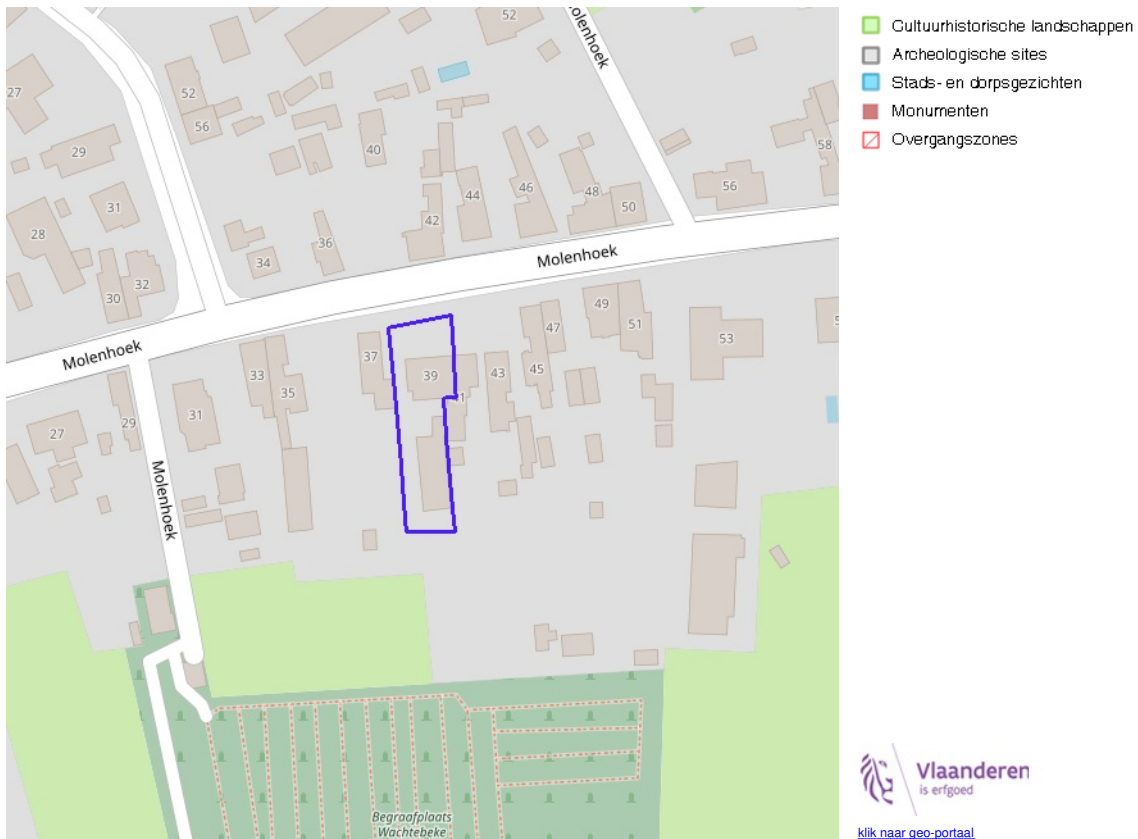 27
52
56
29
31
28
32
30
52
40
36
34
42
44
46
48
50
Molenhoek
56
58
Molenhoek
Molenhoek
33
35
37
39
43
45
47
49
51
53
27
29
31
Molenhoek
Begraafplaats
Wachtebeke
Cultuurhistorische landschappen
Archeologische sites
Stads- en dorpsgezichten
Monumenten
Overgangszones
Vlaanderen
is erfgoed
klik naar geo-portaal